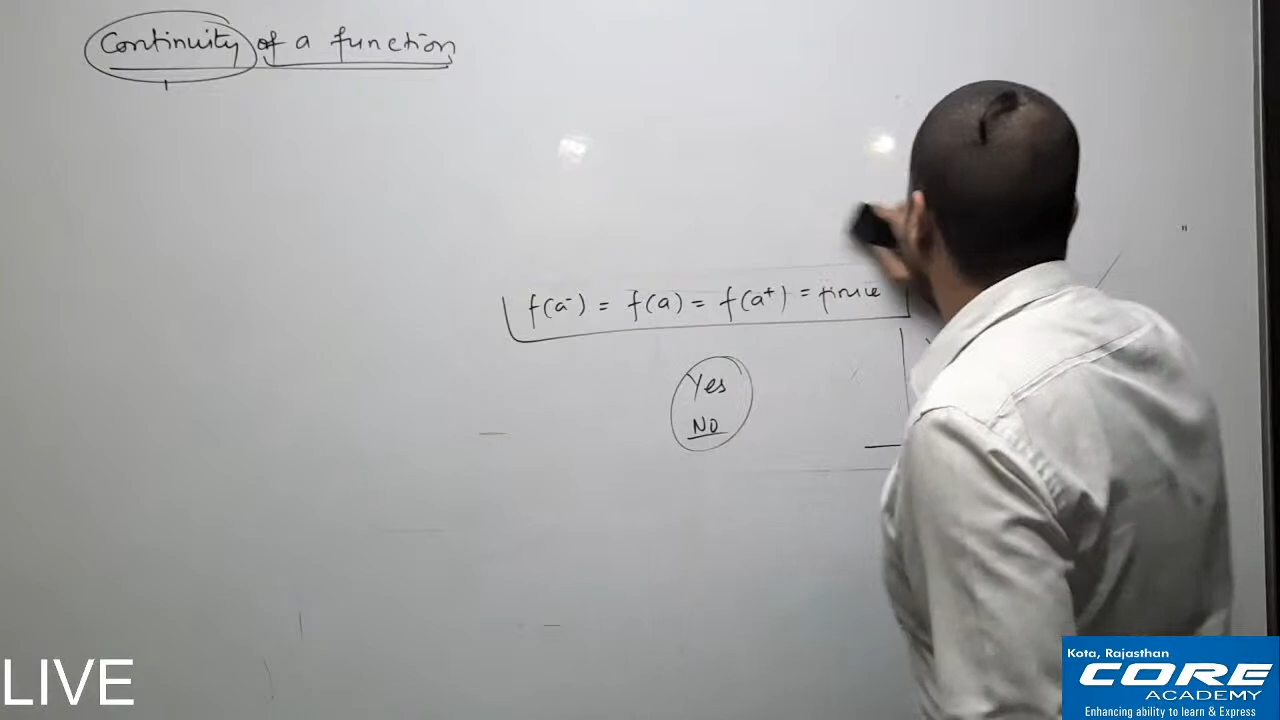 Continuity of a function
f(a⁻) = f(a) = f(a⁺) = finite
Yes
No
LIVE
Kota, Rajasthan
CORE
ACADEMY
Enhancing ability to learn & Express